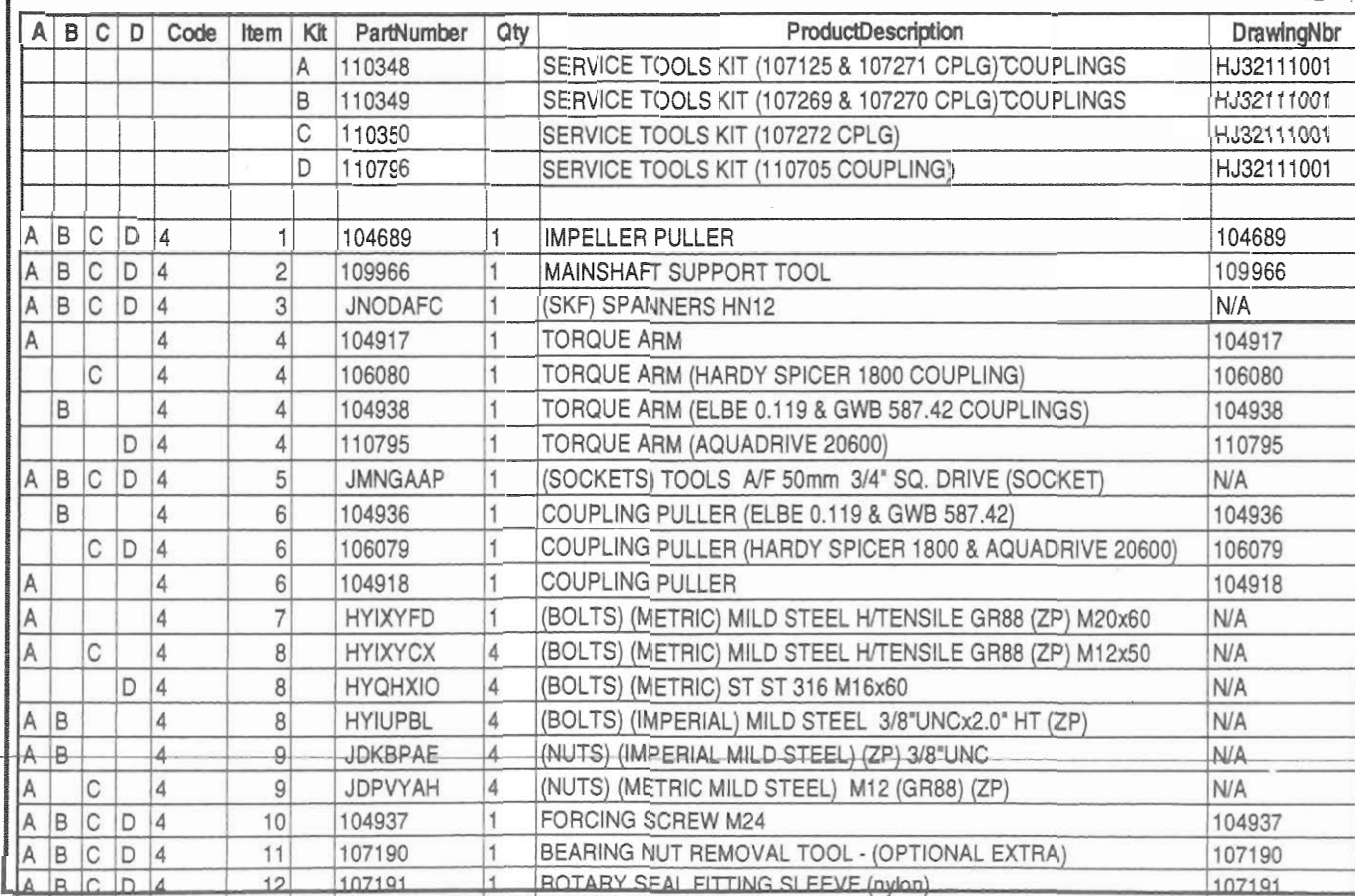 A B C D Code Item Kit PartNumber Qty ProductDescription DrawingNbr
A 110348 SERVICE TOOLS KIT (107125 & 107271 CPLG) COUPLINGS HJ32111001
B 110349 SERVICE TOOLS KIT (107269 & 107270 CPLG) COUPLINGS HJ32111001
C 110350 SERVICE TOOLS KIT (107272 CPLG) HJ32111001
D 110796 SERVICE TOOLS KIT (110705 COUPLING) HJ32111001
A B C D 4 1 104689 1 IMPELLER PULLER 104689
A B C D 4 2 109966 1 MAINSHAFT SUPPORT TOOL 109966
A B C D 4 3 JNODAFC 1 (SKF) SPANNERS HN12 N/A
A 4 4 104917 1 TORQUE ARM 104917
C 4 4 106080 1 TORQUE ARM (HARDY SPICER 1800 COUPLING) 106080
B 4 4 104938 1 TORQUE ARM (ELBE 0.119 & GWB 587.42 COUPLINGS) 104938
D 4 4 110795 1 TORQUE ARM (AQUADRIVE 20600) 110795
A B C D 4 5 JMNGAAP 1 (SOCKETS) TOOLS A/F 50mm 3/4" SQ. DRIVE (SOCKET) N/A
B 4 6 104936 1 COUPLING PULLER (ELBE 0.119 & GWB 587.42) 104936
C D 4 6 106079 1 COUPLING PULLER (HARDY SPICER 1800 & AQUADRIVE 20600) 106079
A 4 6 104918 1 COUPLING PULLER 104918
A 4 7 HYIXYFD 1 (BOLTS) (METRIC) MILD STEEL H/TENSILE GR88 (ZP) M20x60 N/A
A C 4 8 HYIXYCX 4 (BOLTS) (METRIC) MILD STEEL H/TENSILE GR88 (ZP) M12x50 N/A
D 4 8 HYQHXIO 4 (BOLTS) (METRIC) ST ST 316 M16x60 N/A
A B 4 8 HYIUPBL 4 (BOLTS) (IMPERIAL) MILD STEEL 3/8"UNCx2.0" HT (ZP) N/A
A B 4 9 JDKBPAE 4 (NUTS) (IMPERIAL MILD STEEL) (ZP) 3/8"UNC N/A
A C 4 9 JDPVYAH 4 (NUTS) (METRIC MILD STEEL) M12 (GR88) (ZP) N/A
A B C D 4 10 104937 1 FORCING SCREW M24 104937
A B C D 4 11 107190 1 BEARING NUT REMOVAL TOOL - (OPTIONAL EXTRA) 107190
A B C D 4 12 107191 1 ROTARY SEAL FITTING SLEEVE (nylon) 107191